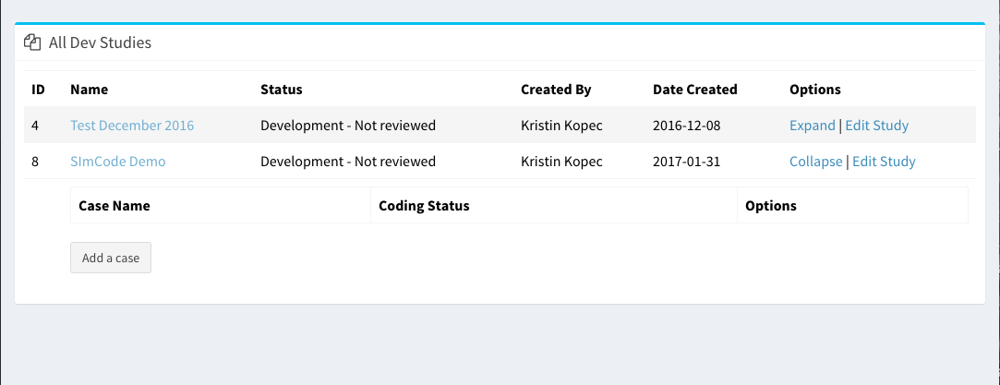 All Dev Studies
ID Name Status Created By Date Created Options
4 Test December 2016 Development - Not reviewed Kristin Kopec 2016-12-08 Expand | Edit Study
8 SImCode Demo Development - Not reviewed Kristin Kopec 2017-01-31 Collapse | Edit Study
Case Name Coding Status Options
Add a case